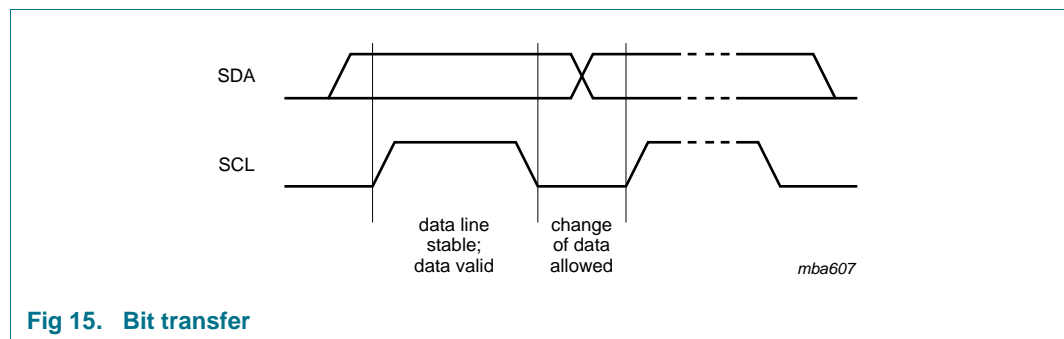 SDA
SCL
data line
stable;
data valid
change
of data
allowed
mba607
Fig 15. Bit transfer